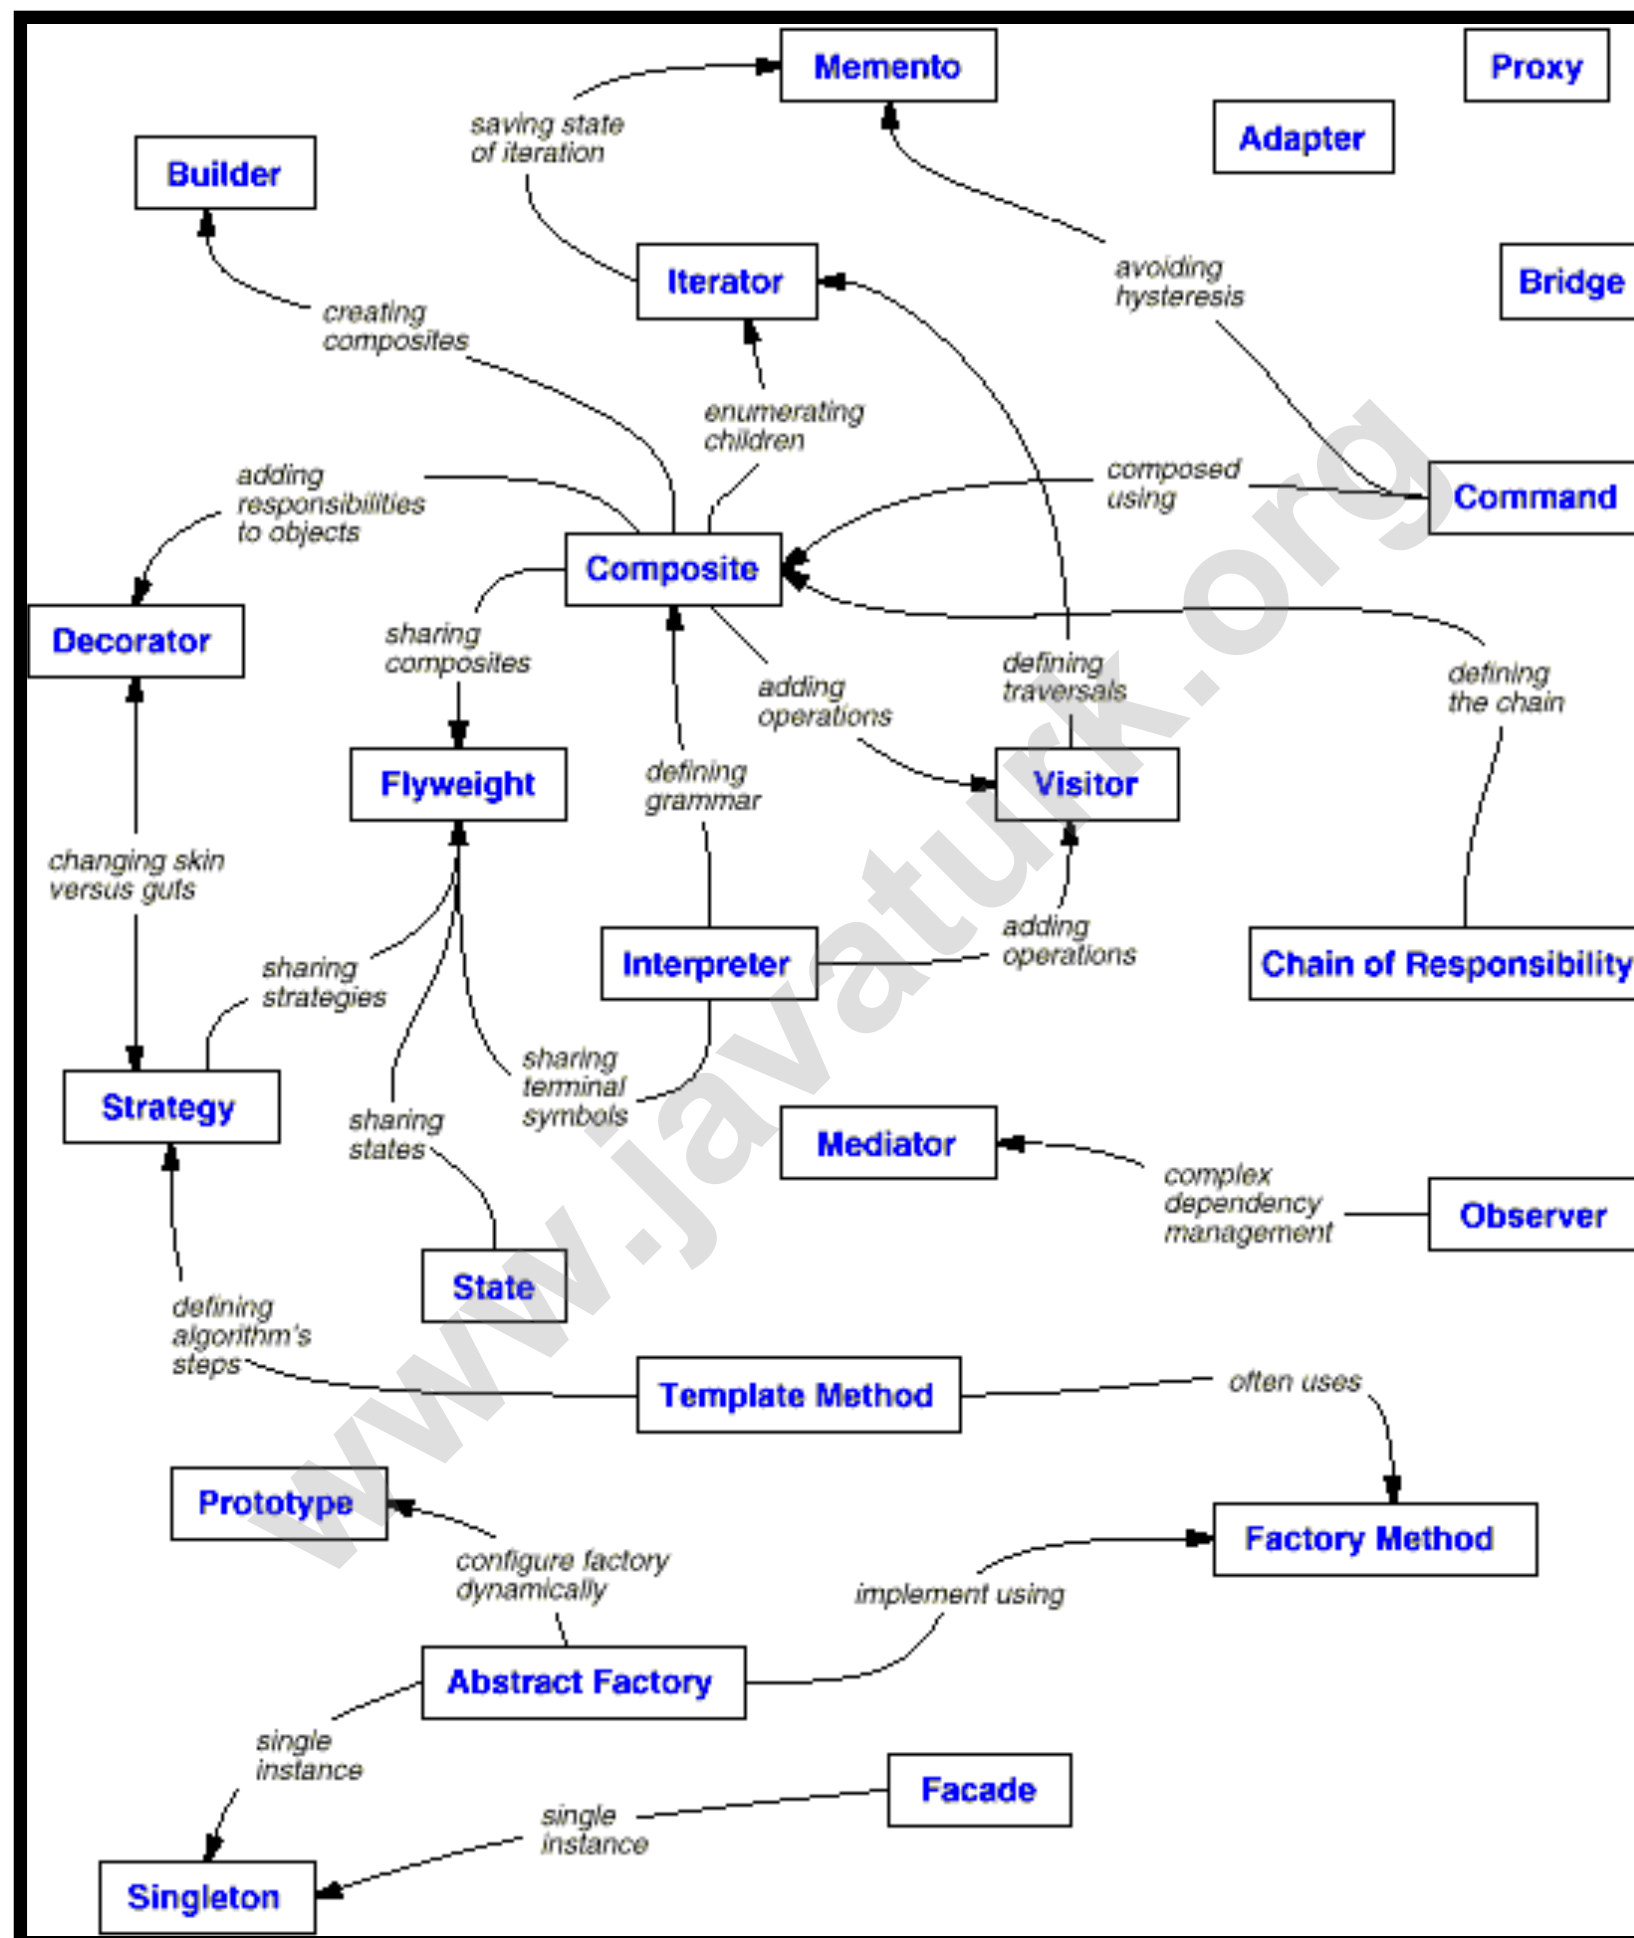 Memento
Proxy
saving state
of iteration
Adapter
Builder
Iterator
avoiding
hysteresis
Bridge
creating
composites
enumerating
children
adding
responsibilities
to objects
composed
using
Command
Composite
Decorator
sharing
composites
adding
operations
defining
traversals
defining
the chain
Flyweight
defining
grammar
Visitor
changing skin
versus guts
sharing
strategies
Interpreter
adding
operations
Chain of Responsibility
sharing
terminal
symbols
Strategy
sharing
states
Mediator
complex
dependency
management
Observer
State
defining
algorithm's
steps
Template Method
often uses
Prototype
Factory Method
configure factory
dynamically
implement using
Abstract Factory
single
instance
Facade
single
instance
Singleton
www.javaturk.org